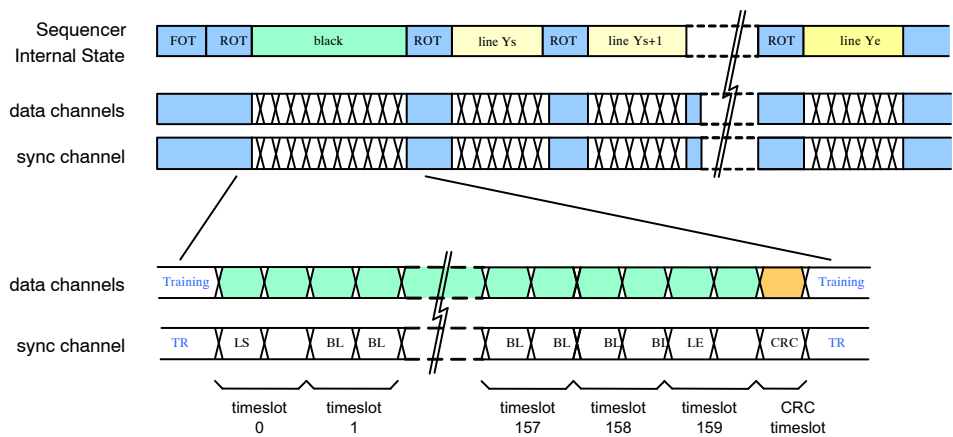 Sequencer
Internal State
FOT ROT black ROT line Ys ROT line Ys+1 ROT line Ye
data channels
sync channel
data channels Training Training
sync channel TR LS BL BL BL BL BL BL LE CRC TR
timeslot 0
timeslot 1
timeslot 157
timeslot 158
timeslot 159
CRC timeslot